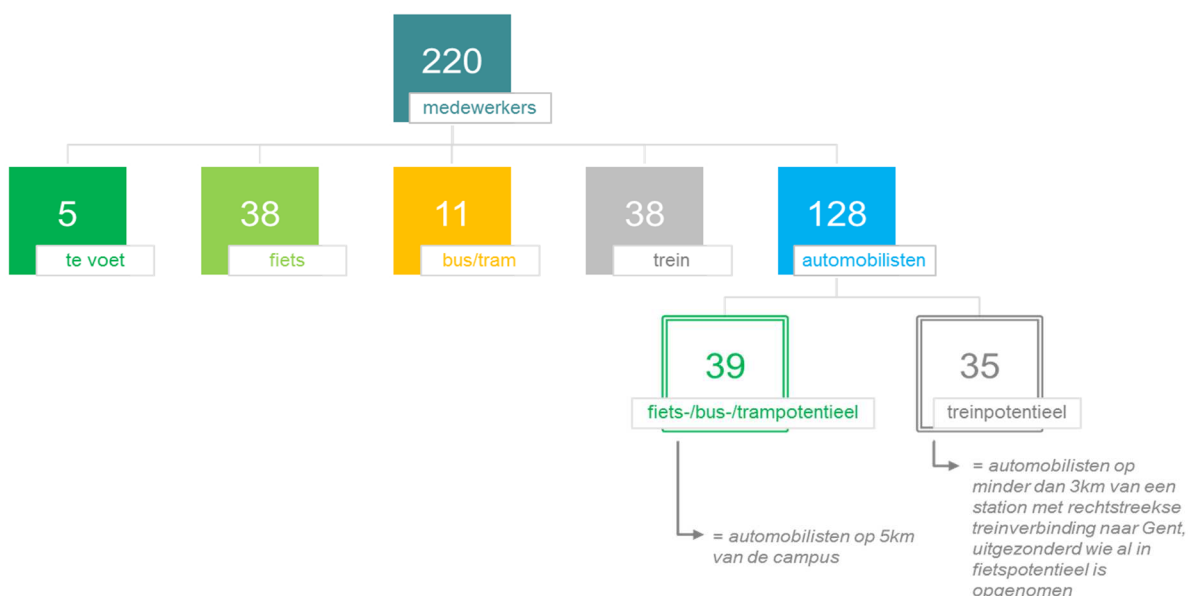 220
medewerkers
5
te voet
38
fiets
11
bus/tram
38
trein
128
automobilisten
39
fiets-/bus-/trampotentieel
35
treinpotentieel
= automobilisten op 5km
van de campus
= automobilisten op
minder dan 3km van een
station met rechtstreekse
treinverbinding naar Gent,
uitgezonderd wie al in
fietspotentieel is
opgenomen